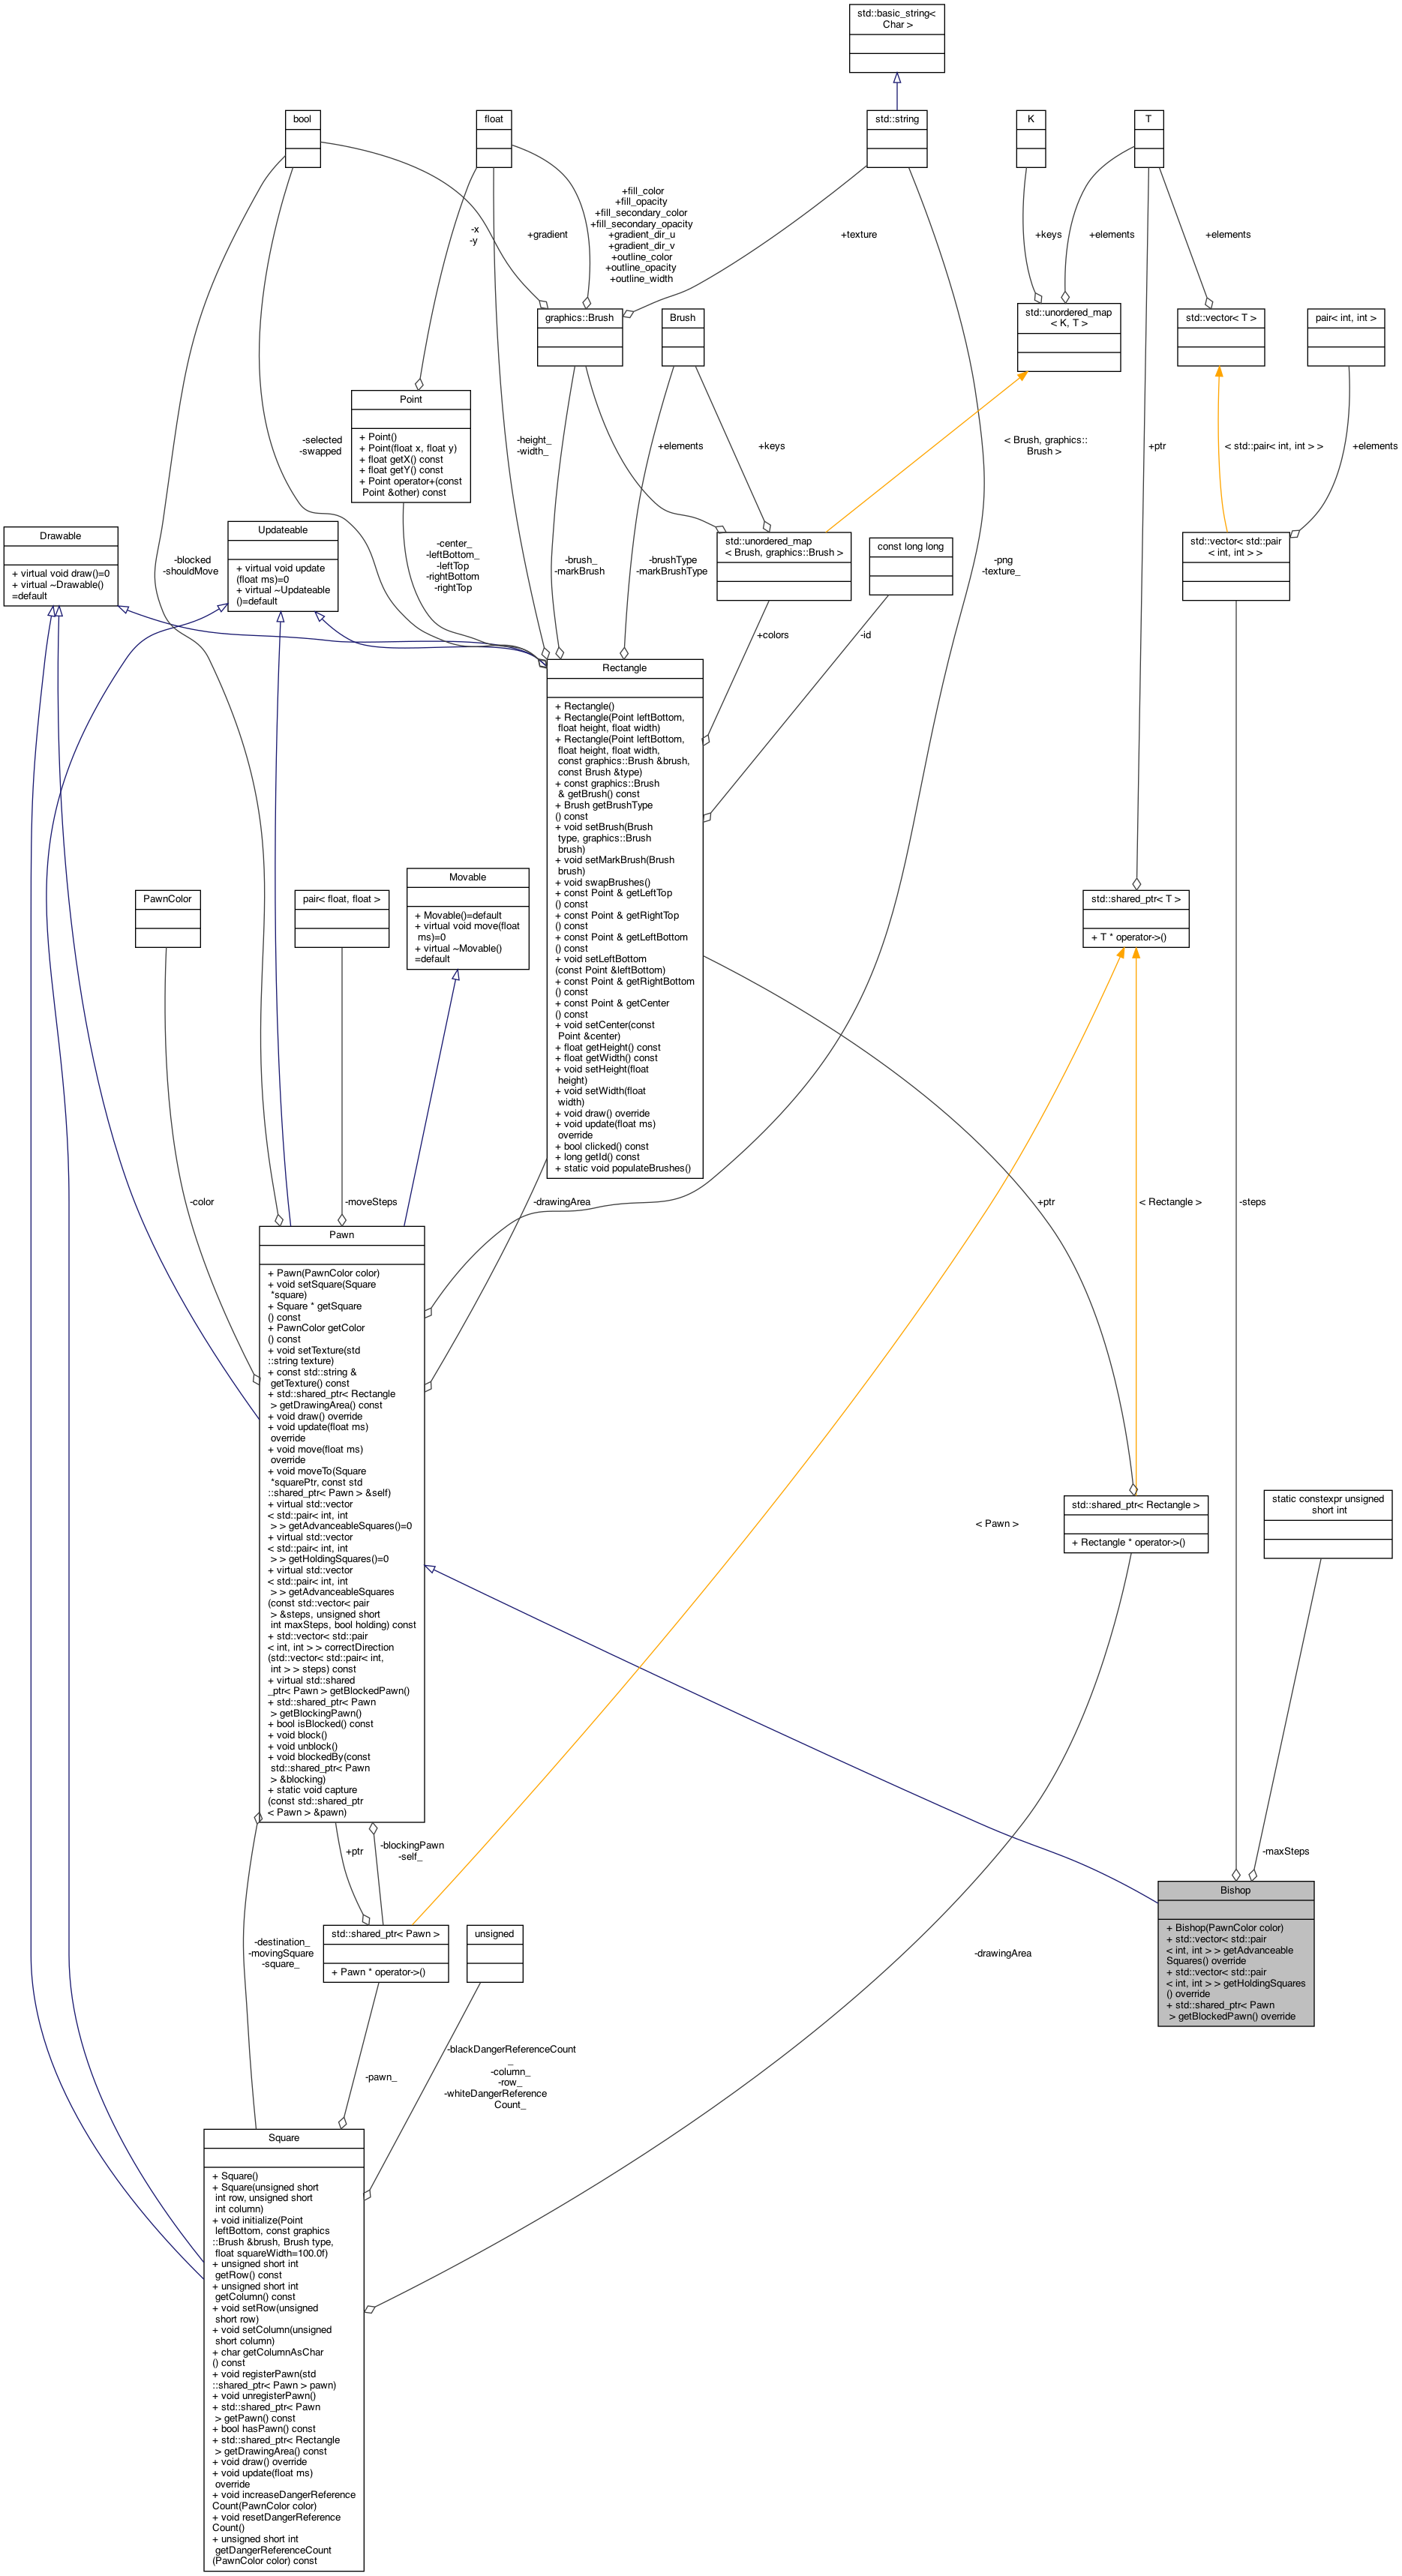 std::basic_string<
Char >
bool
float
std::string
K
T
+fill_color
+fill_opacity
+fill_secondary_color
+fill_secondary_opacity
+gradient_dir_u
+gradient_dir_v
+outline_color
+outline_opacity
+outline_width
-x
-y
+gradient
+texture
+keys
+elements
+elements
graphics::Brush
Brush
std::unordered_map
< K, T >
std::vector< T >
pair< int, int >
Point
+ Point()
+ Point(float x, float y)
+ float getX() const
+ float getY() const
+ Point operator+(const
Point &other) const
-selected
-swapped
-height_
-width_
+elements
+keys
< Brush, graphics::
Brush >
+ptr
< std::pair< int, int > >
+elements
Drawable
+ virtual void draw()=0
+ virtual ~Drawable()
=default
Updateable
+ virtual void update
(float ms)=0
+ virtual ~Updateable
()=default
-blocked
-shouldMove
-center_
-leftBottom_
-leftTop
-rightBottom
-rightTop
-brush_
-markBrush
-brushType
-markBrushType
std::unordered_map
< Brush, graphics::Brush >
const long long
-png
-texture_
std::vector< std::pair
< int, int > >
+colors
-id
Rectangle
+ Rectangle()
+ Rectangle(Point leftBottom,
float height, float width)
+ Rectangle(Point leftBottom,
float height, float width,
const graphics::Brush &brush,
const Brush &type)
+ const graphics::Brush
& getBrush() const
+ Brush getBrushType
() const
+ void setBrush(Brush
type, graphics::Brush
brush)
+ void setMarkBrush(Brush
brush)
+ void swapBrushes()
+ const Point & getLeftTop
() const
+ const Point & getRightTop
() const
+ const Point & getLeftBottom
() const
+ void setLeftBottom
(const Point &leftBottom)
+ const Point & getRightBottom
() const
+ const Point & getCenter
() const
+ void setCenter(const
Point &center)
+ float getHeight() const
+ float getWidth() const
+ void setHeight(float
height)
+ void setWidth(float
width)
+ void draw() override
+ void update(float ms)
override
+ bool clicked() const
+ long getId() const
+ static void populateBrushes()
PawnColor
pair< float, float >
Movable
+ Movable()=default
+ virtual void move(float
ms)=0
+ virtual ~Movable()
=default
std::shared_ptr< T >
+ T * operator->()
-color
-moveSteps
-drawingArea
+ptr
< Rectangle >
-steps
Pawn
+ Pawn(PawnColor color)
+ void setSquare(Square
*square)
+ Square * getSquare
() const
+ PawnColor getColor
() const
+ void setTexture(std
::string texture)
+ const std::string &
getTexture() const
+ std::shared_ptr< Rectangle
> getDrawingArea() const
+ void draw() override
+ void update(float ms)
override
+ void move(float ms)
override
+ void moveTo(Square
*squarePtr, const std
::shared_ptr< Pawn > &self)
+ virtual std::vector
< std::pair< int, int
> > getAdvanceableSquares()=0
+ virtual std::vector
< std::pair< int, int
> > getHoldingSquares()=0
+ virtual std::vector
< std::pair< int, int
> > getAdvanceableSquares
(const std::vector< pair
> &steps, unsigned short
int maxSteps, bool holding) const
+ std::vector< std::pair
< int, int > > correctDirection
(std::vector< std::pair< int,
int > > steps) const
+ virtual std::shared
_ptr< Pawn > getBlockedPawn()
+ std::shared_ptr< Pawn
> getBlockingPawn()
+ bool isBlocked() const
+ void block()
+ void unblock()
+ void blockedBy(const
std::shared_ptr< Pawn
> &blocking)
+ static void capture
(const std::shared_ptr
< Pawn > &pawn)
< Pawn >
std::shared_ptr< Rectangle >
+ Rectangle * operator->()
static constexpr unsigned
short int
+ptr
-blockingPawn
-self_
-maxSteps
Bishop
+ Bishop(PawnColor color)
+ std::vector< std::pair
< int, int > > getAdvanceable
Squares() override
+ std::vector< std::pair
< int, int > > getHoldingSquares
() override
+ std::shared_ptr< Pawn
> getBlockedPawn() override
-destination_
-movingSquare
-square_
std::shared_ptr< Pawn >
+ Pawn * operator->()
unsigned
-drawingArea
-pawn_
-blackDangerReferenceCount
_
-column_
-row_
-whiteDangerReference
Count_
Square
+ Square()
+ Square(unsigned short
int row, unsigned short
int column)
+ void initialize(Point
leftBottom, const graphics
::Brush &brush, Brush type,
float squareWidth=100.0f)
+ unsigned short int
getRow() const
+ unsigned short int
getColumn() const
+ void setRow(unsigned
short row)
+ void setColumn(unsigned
short column)
+ char getColumnAsChar
() const
+ void registerPawn(std
::shared_ptr< Pawn > pawn)
+ void unregisterPawn()
+ std::shared_ptr< Pawn
> getPawn() const
+ bool hasPawn() const
+ std::shared_ptr< Rectangle
> getDrawingArea() const
+ void draw() override
+ void update(float ms)
override
+ void increaseDangerReference
Count(PawnColor color)
+ void resetDangerReference
Count()
+ unsigned short int
getDangerReferenceCount
(PawnColor color) const